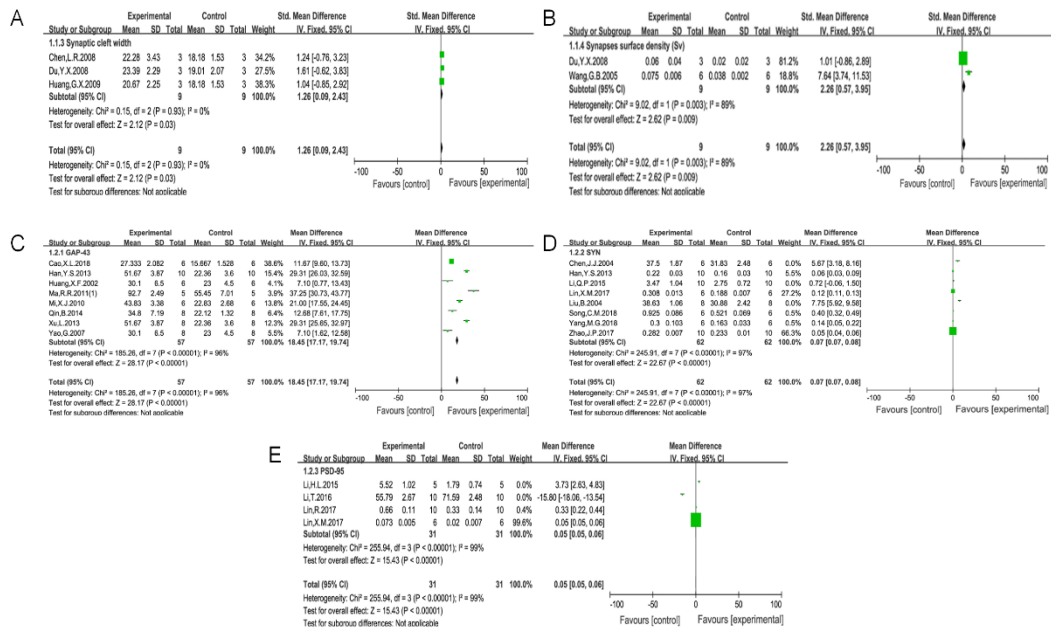 A
Experimental Control Std. Mean Difference Std. Mean Difference
Study or Subgroup Mean SD Total Mean SD Total Weight IV. Fixed. 95% CI IV. Fixed. 95% CI
1.1.3 Synaptic cleft width
Chen,L.R.2008 22.28 3.43 3 18.18 1.53 3 34.2% 1.24 [-0.76, 3.23]
Du,Y.X.2008 23.39 2.29 3 19.01 2.07 3 27.5% 1.61 [-0.62, 3.83]
Huang,G.X.2009 20.67 2.25 3 18.18 1.53 3 38.3% 1.04 [-0.85, 2.92]
Subtotal (95% CI) 9 9 100.0% 1.26 [0.09, 2.43]
Heterogeneity: Chi² = 0.15, df = 2 (P = 0.93); I² = 0%
Test for overall effect: Z = 2.12 (P = 0.03)
Total (95% CI) 9 9 100.0% 1.26 [0.09, 2.43]
Heterogeneity: Chi² = 0.15, df = 2 (P = 0.93); I² = 0%
Test for overall effect: Z = 2.12 (P = 0.03)
Test for subgroup differences: Not applicable
-100 -50 0 50 100
Favours [control] Favours [experimental]
B
Experimental Control Std. Mean Difference Std. Mean Difference
Study or Subgroup Mean SD Total Mean SD Total Weight IV. Fixed. 95% CI IV. Fixed. 95% CI
1.1.4 Synapses surface density (Sv)
Du,Y.X.2008 0.06 0.04 3 0.02 0.02 3 81.2% 1.01 [-0.86, 2.89]
Wang,G.B.2005 0.075 0.006 6 0.038 0.002 6 18.8% 7.64 [3.74, 11.53]
Subtotal (95% CI) 9 9 100.0% 2.26 [0.57, 3.95]
Heterogeneity: Chi² = 9.02, df = 1 (P = 0.003); I² = 89%
Test for overall effect: Z = 2.62 (P = 0.009)
Total (95% CI) 9 9 100.0% 2.26 [0.57, 3.95]
Heterogeneity: Chi² = 9.02, df = 1 (P = 0.003); I² = 89%
Test for overall effect: Z = 2.62 (P = 0.009)
Test for subgroup differences: Not applicable
-100 -50 0 50 100
Favours [control] Favours [experimental]
C
Experimental Control Mean Difference Mean Difference
Study or Subgroup Mean SD Total Mean SD Total Weight IV. Fixed. 95% CI IV. Fixed. 95% CI
1.2.1 GAP-43
Cao,X.L.2018 27.333 2.082 6 15.667 1.528 6 38.6% 11.67 [9.60, 13.73]
Han,Y.S.2013 51.67 3.87 10 22.36 3.6 10 15.4% 29.31 [26.03, 32.59]
Huang,X.F.2002 30.1 6.5 6 23 4.5 6 7.10 [0.77, 13.43]
Ma,R.R.2011(1) 92.7 2.49 5 55.45 7.01 5 37.25 [30.73, 43.77]
Mi,X.J.2010 43.83 3.38 6 22.83 2.68 6 21.00 [17.55, 24.45]
Qin,B.2014 34.8 7.19 8 22.12 1.32 8 12.68 [7.61, 17.75]
Xu,L.2013 51.67 3.87 8 22.36 3.6 8 29.31 [25.65, 32.97]
Yao,G.2007 30.1 6.5 8 23 4.5 8 7.10 [1.62, 12.58]
Subtotal (95% CI) 57 57 100.0% 18.45 [17.17, 19.74]
Heterogeneity: Chi² = 185.26, df = 7 (P < 0.00001); I² = 96%
Test for overall effect: Z = 28.17 (P < 0.00001)
Total (95% CI) 57 57 100.0% 18.45 [17.17, 19.74]
Heterogeneity: Chi² = 185.26, df = 7 (P < 0.00001); I² = 96%
Test for overall effect: Z = 28.17 (P < 0.00001)
Test for subgroup differences: Not applicable
-100 -50 0 50 100
Favours [control] Favours [experimental]
D
Experimental Control Mean Difference Mean Difference
Study or Subgroup Mean SD Total Mean SD Total Weight IV. Fixed. 95% CI IV. Fixed. 95% CI
1.2.2 SYN
Chen,J.J.2004 37.5 1.87 6 31.83 2.48 6 0.0% 5.67 [3.18, 8.16]
Han,Y.S.2013 0.22 0.03 10 0.16 0.03 10 0.06 [0.03, 0.09]
Li,Q.P.2015 3.47 1.04 10 2.75 0.72 10 0.0% 0.72 [-0.06, 1.50]
Lin,X.M.2017 0.308 0.013 6 0.188 0.007 6 27.2% 0.12 [0.11, 0.13]
Liu,B.2004 38.63 1.06 8 30.88 2.42 8 0.0% 7.75 [5.92, 9.58]
Song,C.M.2018 0.925 0.086 6 0.521 0.069 6 0.40 [0.32, 0.49]
Yang,M.G.2018 0.3 0.103 6 0.163 0.033 6 0.14 [0.05, 0.22]
Zhao,J.P.2017 0.282 0.007 10 0.233 0.01 10 66.3% 0.05 [0.04, 0.06]
Subtotal (95% CI) 62 62 100.0% 0.07 [0.07, 0.08]
Heterogeneity: Chi² = 245.91, df = 7 (P < 0.00001); I² = 97%
Test for overall effect: Z = 22.67 (P < 0.00001)
Total (95% CI) 62 62 100.0% 0.07 [0.07, 0.08]
Heterogeneity: Chi² = 245.91, df = 7 (P < 0.00001); I² = 97%
Test for overall effect: Z = 22.67 (P < 0.00001)
Test for subgroup differences: Not applicable
-100 -50 0 50 100
Favours [control] Favours [experimental]
E
Experimental Control Mean Difference Mean Difference
Study or Subgroup Mean SD Total Mean SD Total Weight IV. Fixed. 95% CI IV. Fixed. 95% CI
1.2.3 PSD-95
Li,H.L.2015 5.52 1.02 5 1.79 0.74 5 0.0% 3.73 [2.63, 4.83]
Li,T.2016 55.79 2.67 10 71.59 2.48 10 0.0% -15.80 [-18.06, -13.54]
Lin,R.2017 0.66 0.11 10 0.33 0.14 10 0.4% 0.33 [0.22, 0.44]
Lin,X.M.2017 0.073 0.005 6 0.02 0.007 6 99.6% 0.05 [0.05, 0.06]
Subtotal (95% CI) 31 31 100.0% 0.05 [0.05, 0.06]
Heterogeneity: Chi² = 255.94, df = 3 (P < 0.00001); I² = 99%
Test for overall effect: Z = 15.43 (P < 0.00001)
Total (95% CI) 31 31 100.0% 0.05 [0.05, 0.06]
Heterogeneity: Chi² = 255.94, df = 3 (P < 0.00001); I² = 99%
Test for overall effect: Z = 15.43 (P < 0.00001)
Test for subgroup differences: Not applicable
-100 -50 0 50 100
Favours [control] Favours [experimental]